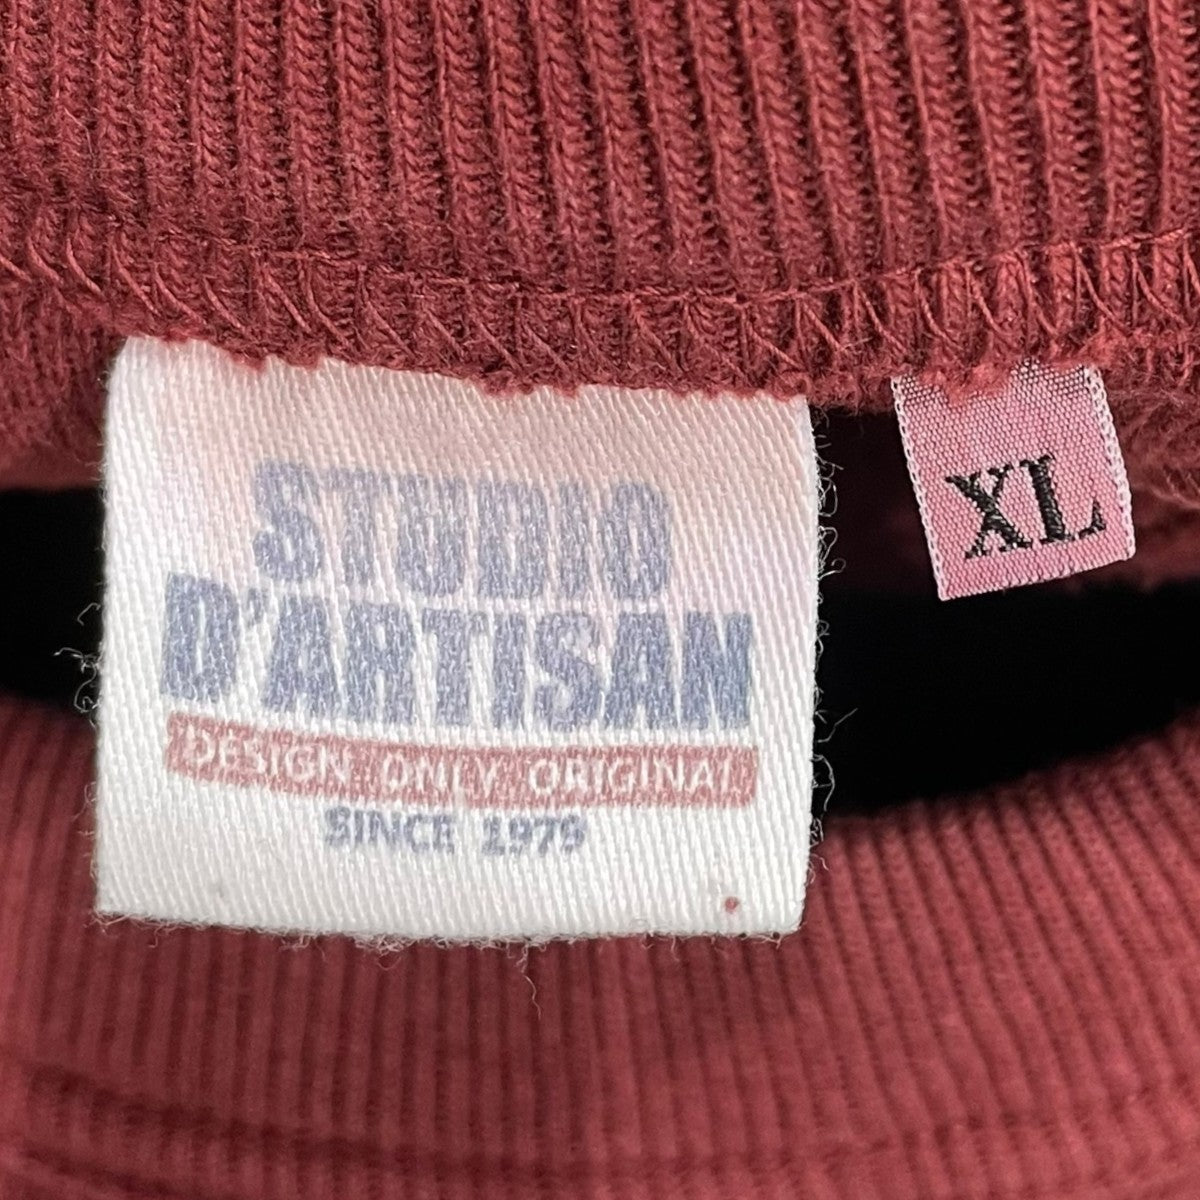 STUDIO
D'ARTISAN
DESIGN ONLY ORIGINAL
SINCE 1979
XL